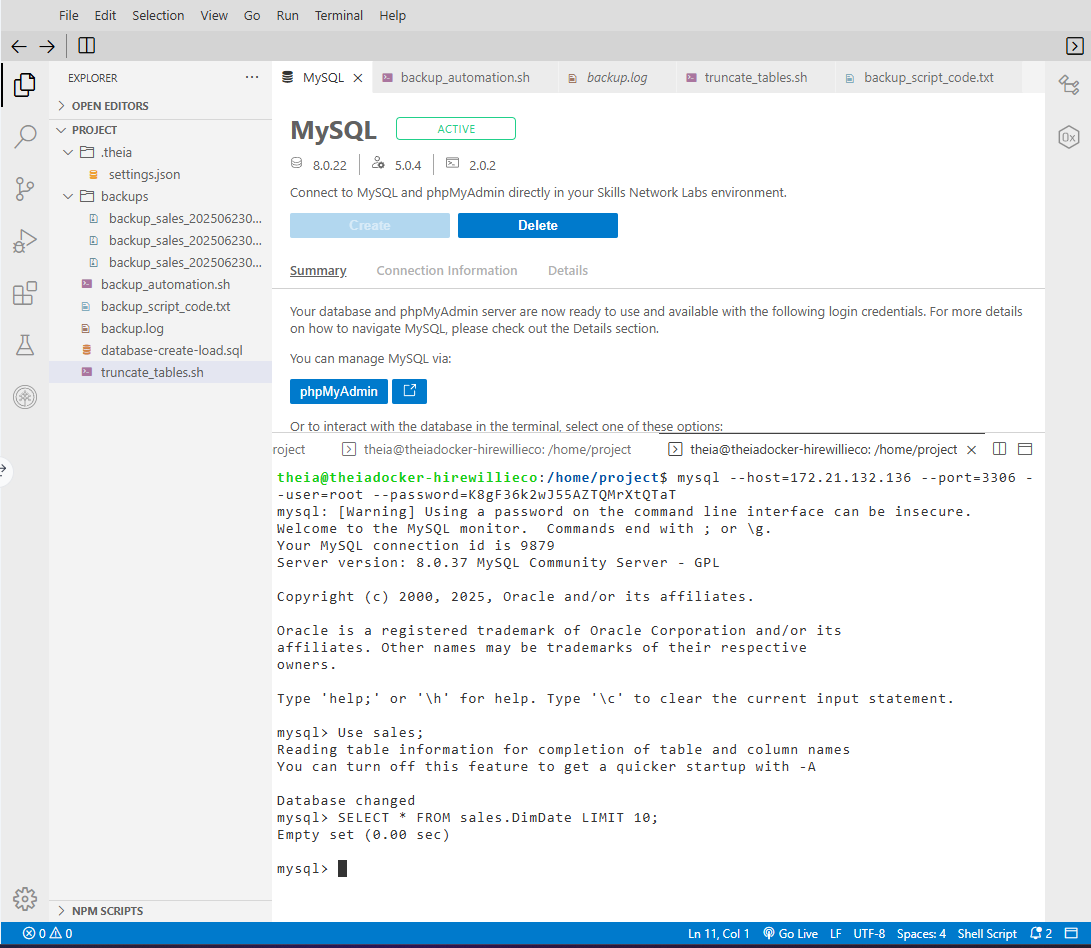 File Edit Selection View Go Run Terminal Help
EXPLORER
OPEN EDITORS
PROJECT
.theia
settings.json
backups
backup_sales_202506230...
backup_sales_202506230...
backup_sales_202506230...
backup_automation.sh
backup_script_code.txt
backup.log
database-create-load.sql
truncate_tables.sh
NPM SCRIPTS
MySQL backup_automation.sh backup.log truncate_tables.sh backup_script_code.txt
MySQL ACTIVE
8.0.22 5.0.4 2.0.2
Connect to MySQL and phpMyAdmin directly in your Skills Network Labs environment.
Create Delete
Summary Connection Information Details
Your database and phpMyAdmin server are now ready to use and available with the following login credentials. For more details
on how to navigate MySQL, please check out the Details section.
You can manage MySQL via:
phpMyAdmin
Or to interact with the database in the terminal, select one of these options:
roject theia@theiadocker-hirewillieco: /home/project theia@theiadocker-hirewillieco: /home/project
theia@theiadocker-hirewillieco:/home/project$ mysql --host=172.21.132.136 --port=3306 -
-user=root --password=K8gF36k2wJ55AZTQMrXtQTaT
mysql: [Warning] Using a password on the command line interface can be insecure.
Welcome to the MySQL monitor.  Commands end with ; or \g.
Your MySQL connection id is 9879
Server version: 8.0.37 MySQL Community Server - GPL
Copyright (c) 2000, 2025, Oracle and/or its affiliates.
Oracle is a registered trademark of Oracle Corporation and/or its
affiliates. Other names may be trademarks of their respective
owners.
Type 'help;' or '\h' for help. Type '\c' to clear the current input statement.
mysql> Use sales;
Reading table information for completion of table and column names
You can turn off this feature to get a quicker startup with -A
Database changed
mysql> SELECT * FROM sales.DimDate LIMIT 10;
Empty set (0.00 sec)
mysql>
0 0 Ln 11, Col 1 Go Live LF UTF-8 Spaces: 4 Shell Script 2